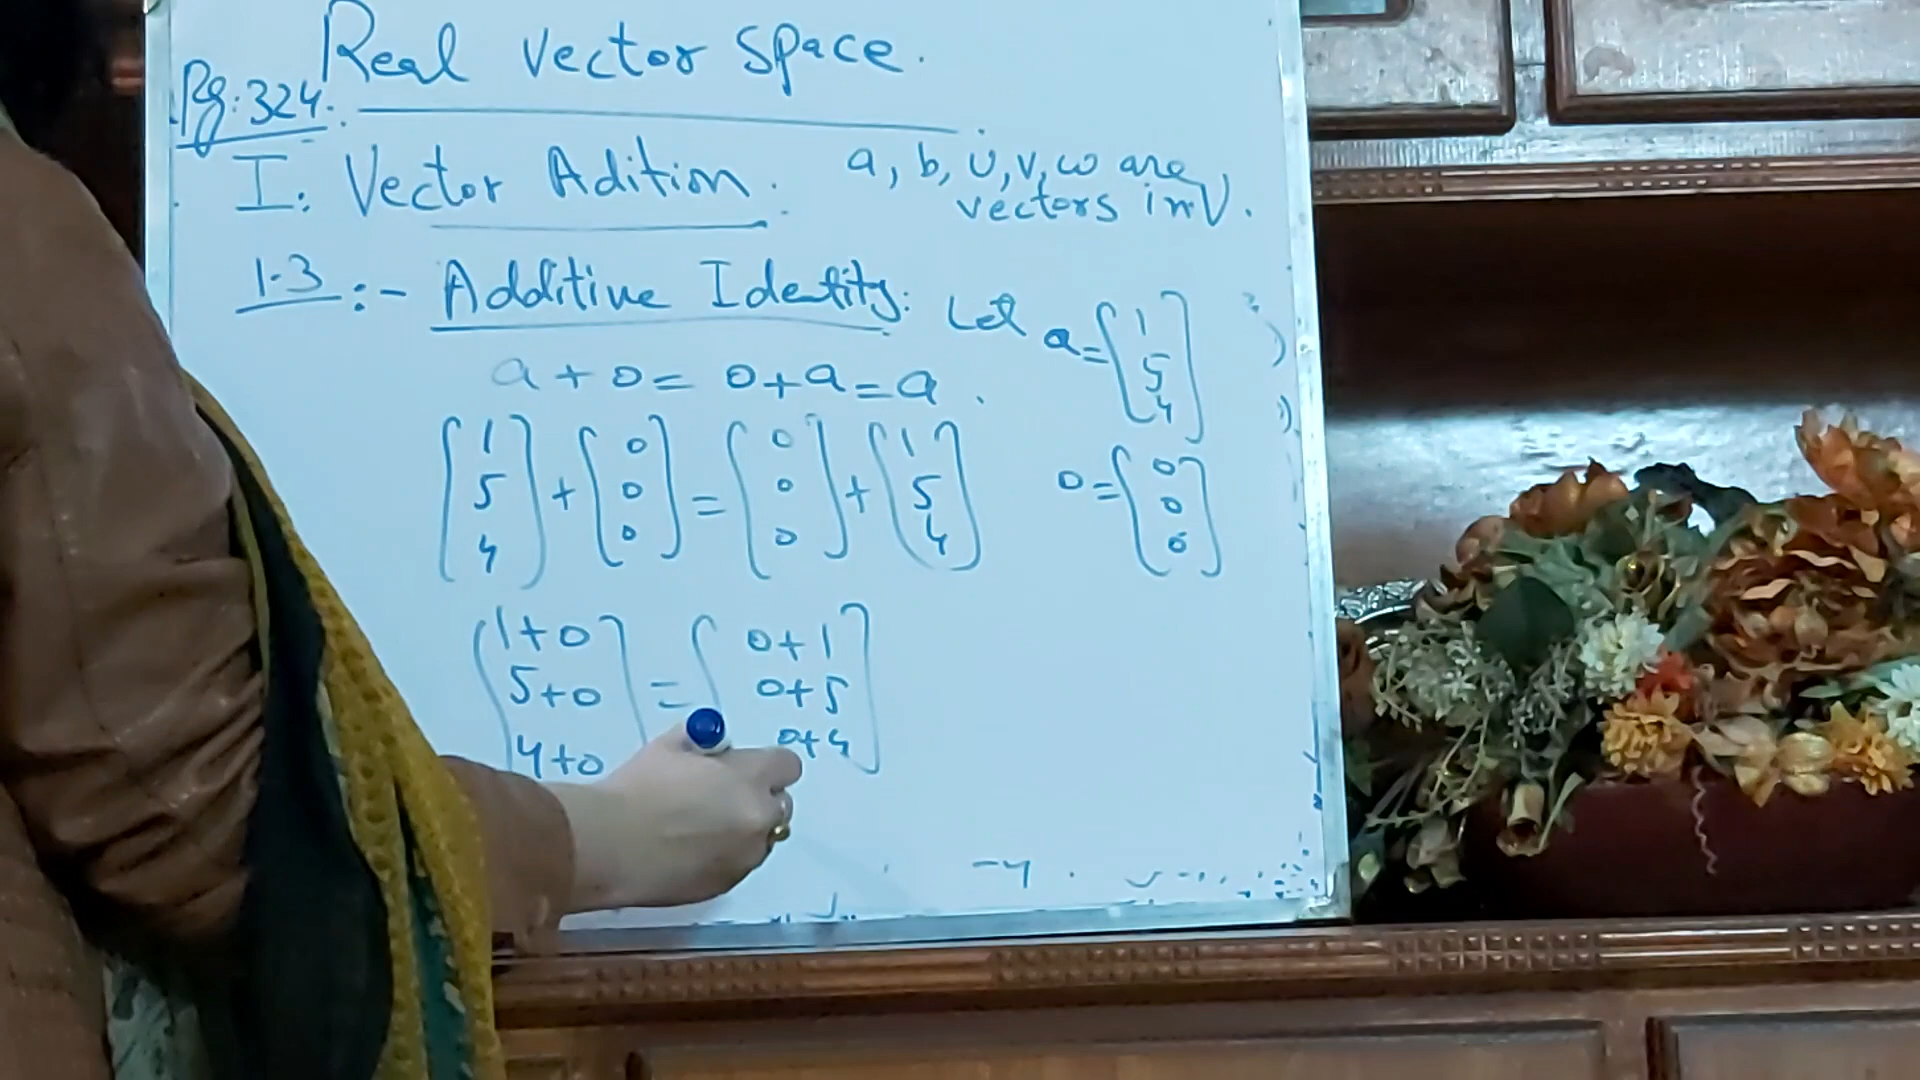 Real Vector Space.
Pg:324.
I: Vector Adition. a, b, u, v, w are
vectors in V.
1.3 :- Additive Identity: Let a = [1
5
4]
a + 0 = 0 + a = a.
[1
5
4] + [0
0
0] = [0
0
0] + [1
5
4]
0 = [0
0
0]
[1+0
5+0
4+0] = [0+1
0+5
0+4]